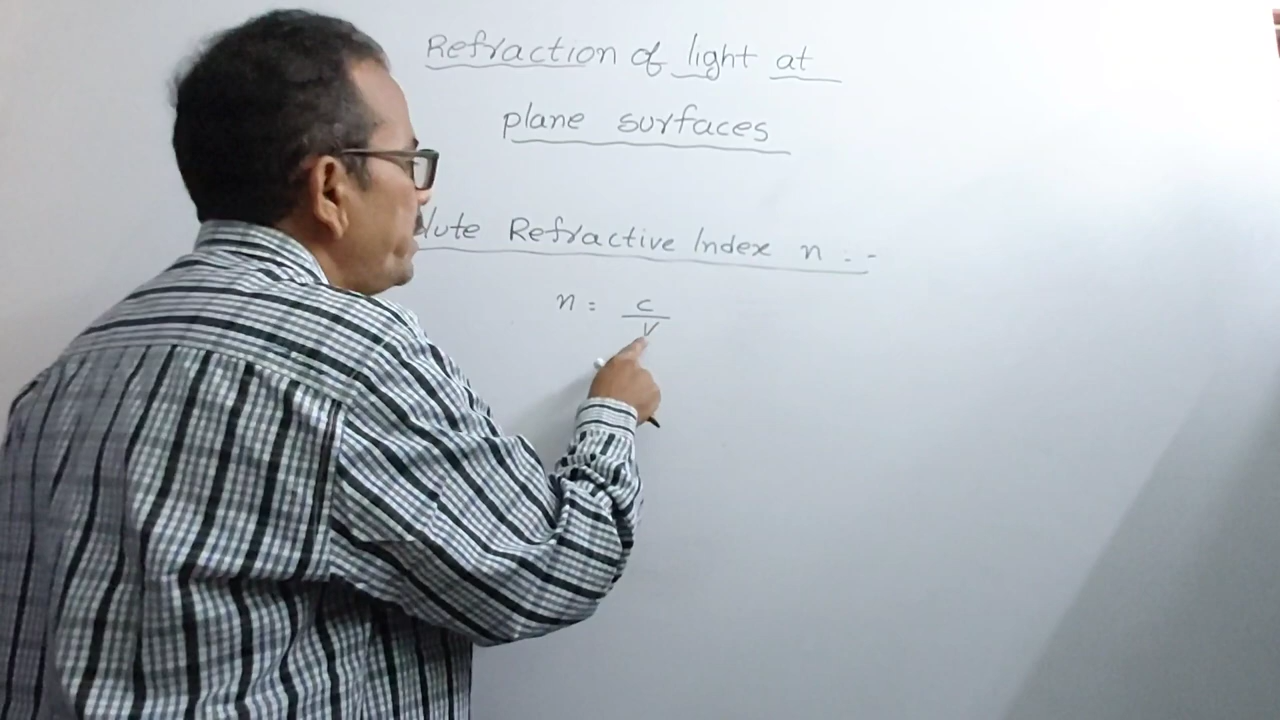 Refraction of light at
plane surfaces
lute Refractive Index n :-
n = c
v